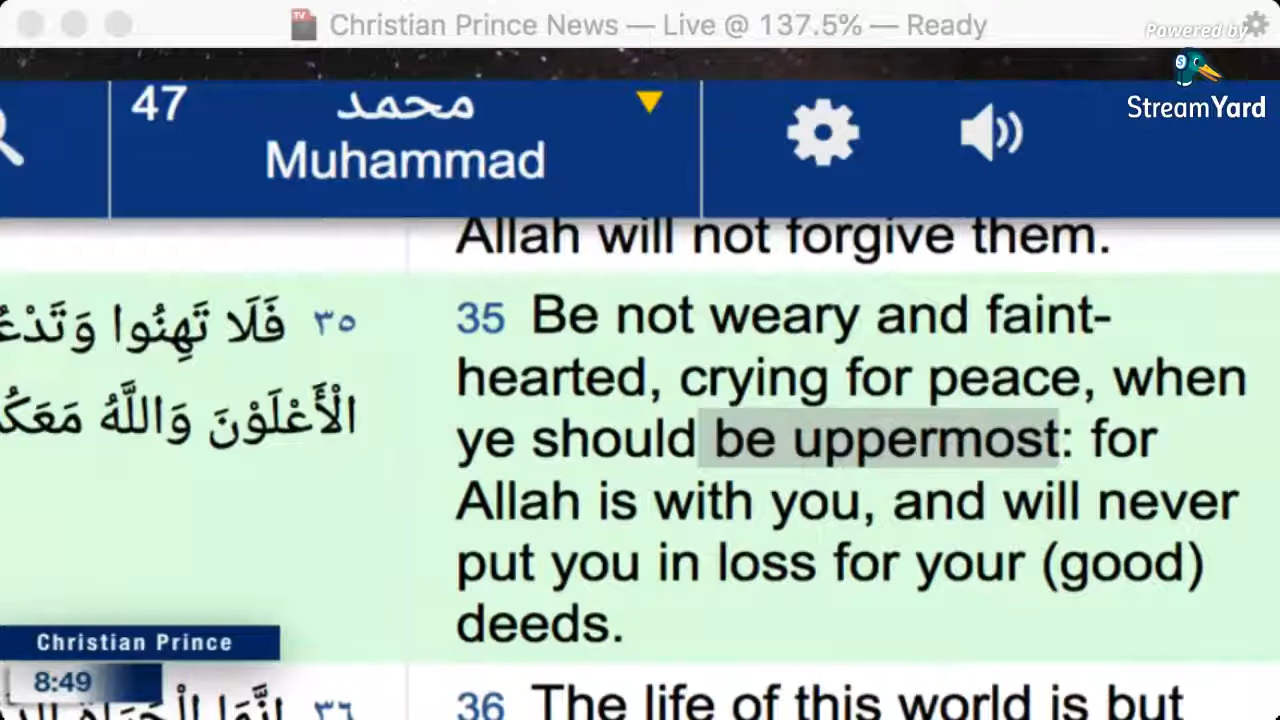 Christian Prince News — Live @ 137.5% — Ready
Powered by
StreamYard
47
محمد
Muhammad
Allah will not forgive them.
٣٥ فَلَا تَهِنُوا
الْأَعْلَوْنَ وَاللَّهُ
35 Be not weary and faint-
hearted, crying for peace, when
ye should be uppermost: for
Allah is with you, and will never
put you in loss for your (good)
deeds.
Christian Prince
8:49
٣٦
36 The life of this world is but